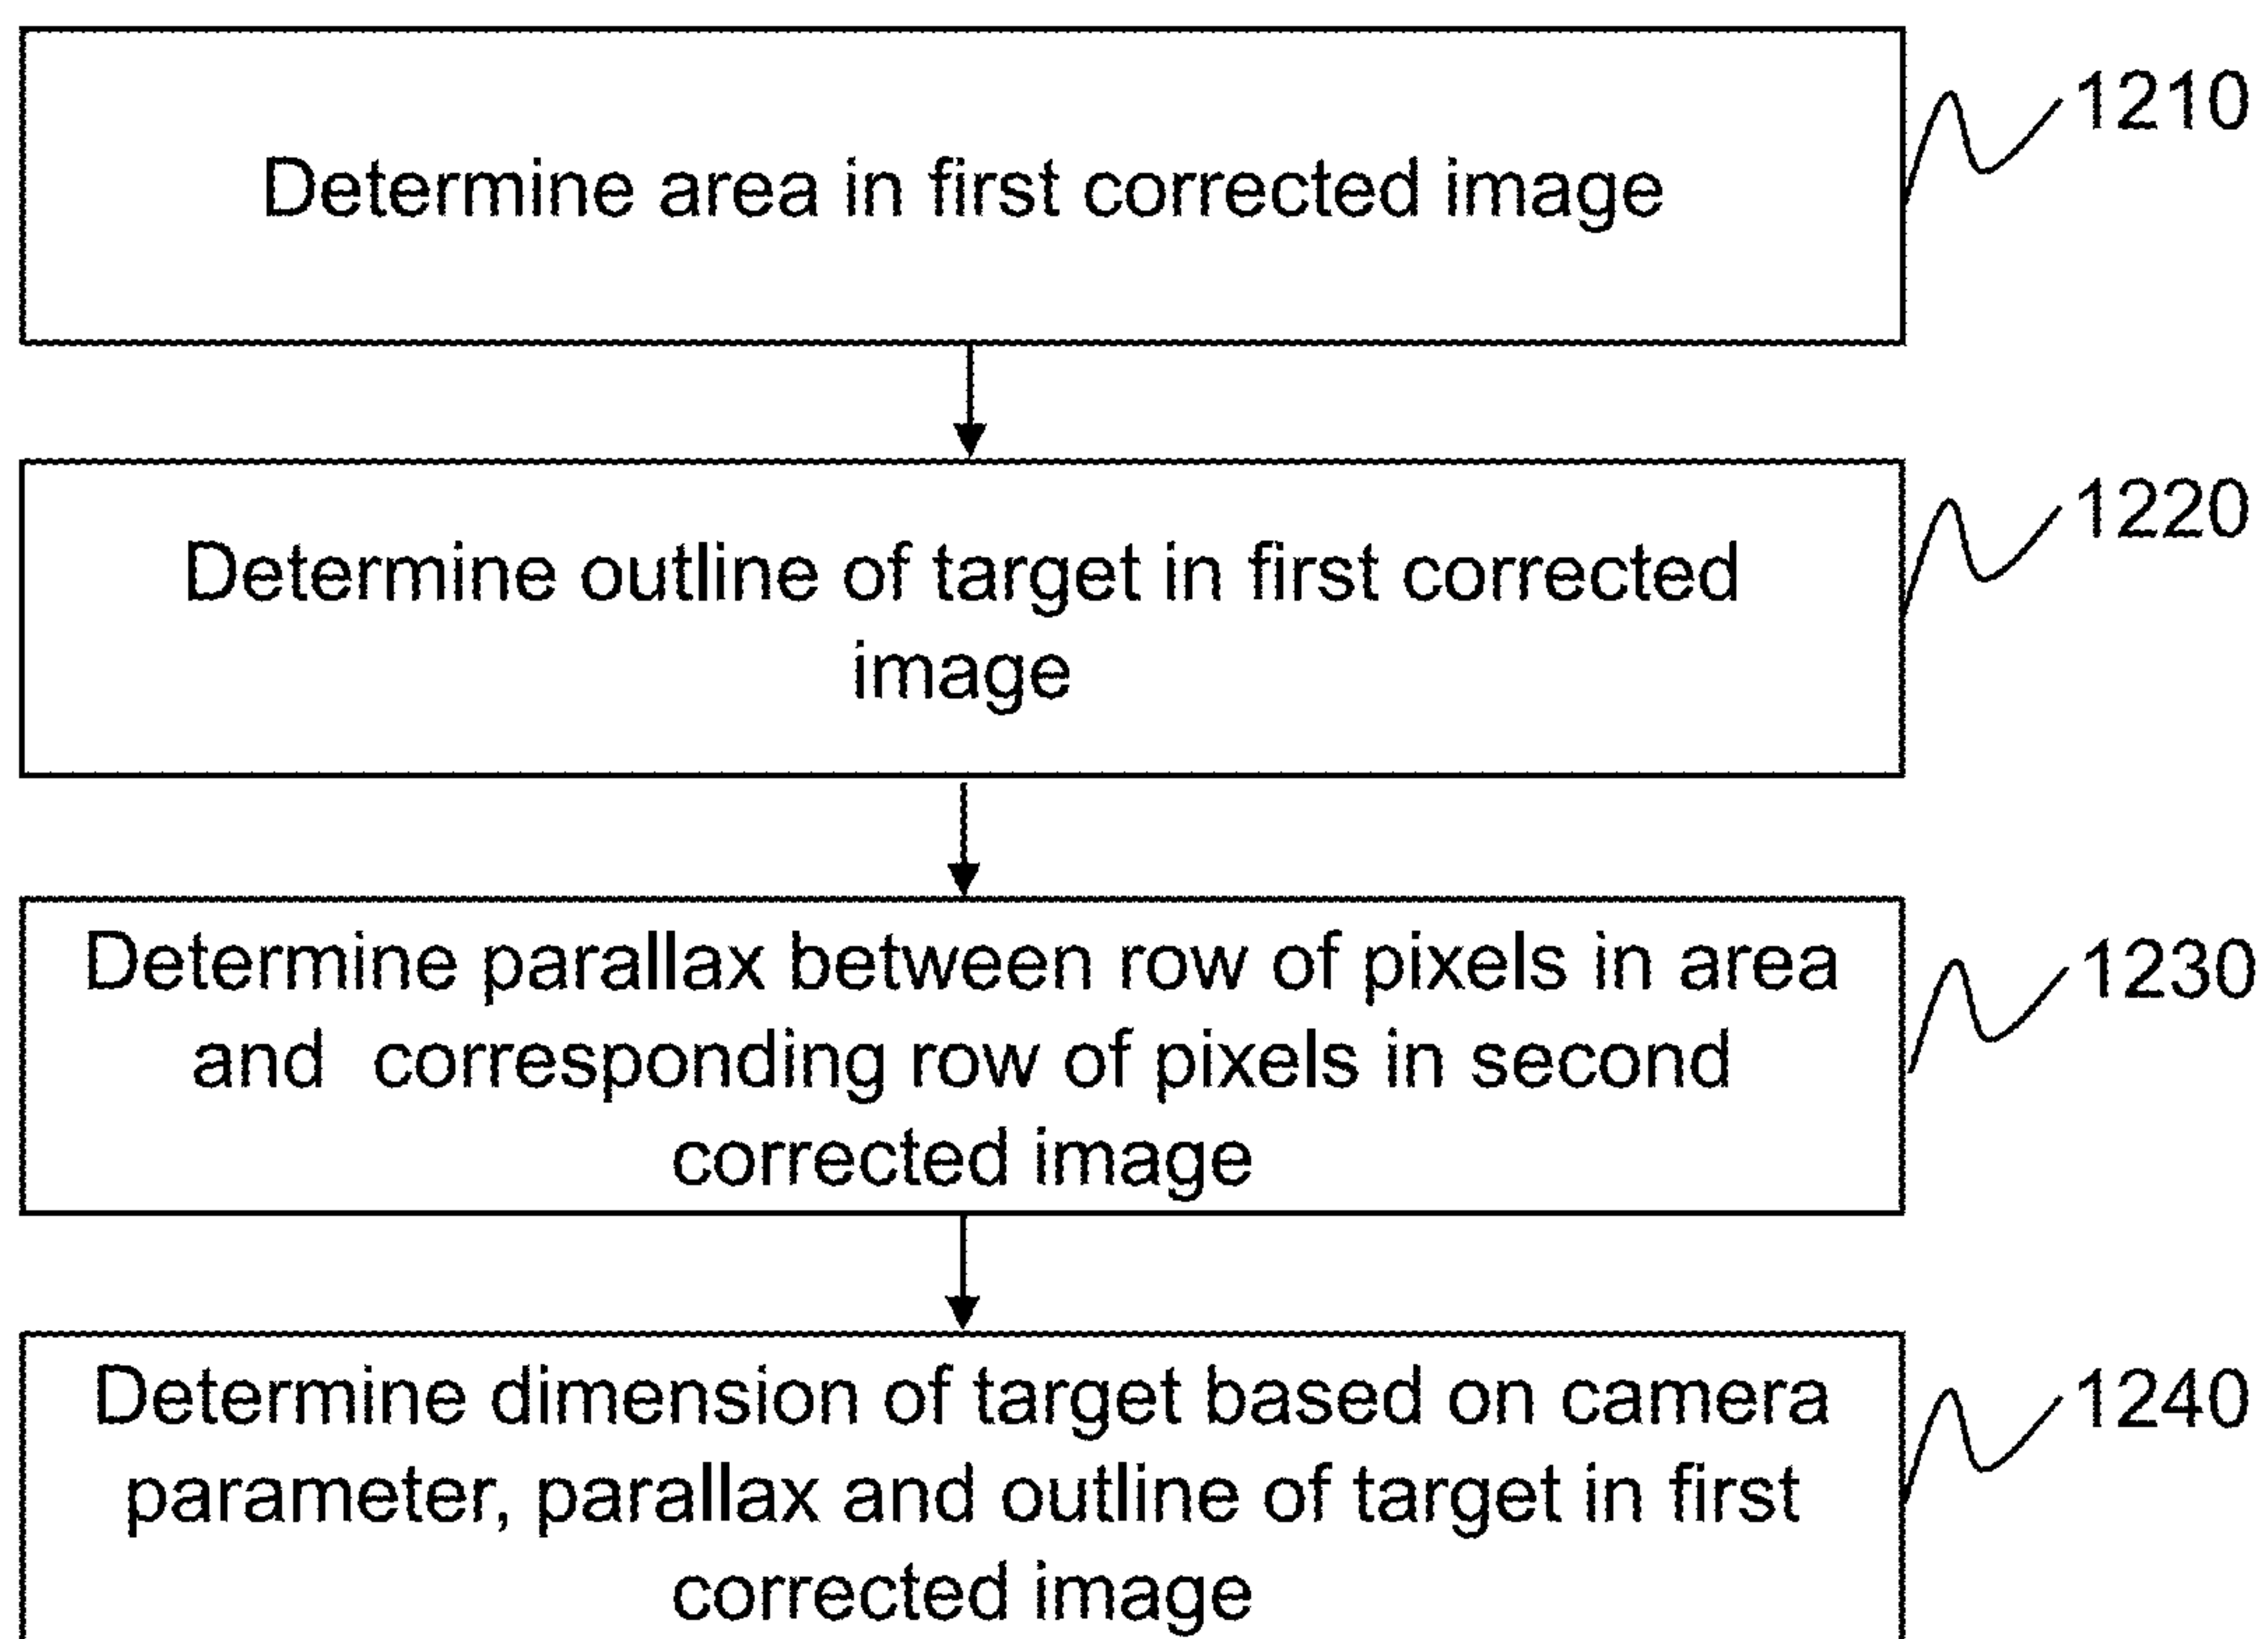 Determine area in first corrected image
1210
Determine outline of target in first corrected
image
1220
Determine parallax between row of pixels in area
and corresponding row of pixels in second
corrected image
1230
Determine dimension of target based on camera
parameter, parallax and outline of target in first
corrected image
1240